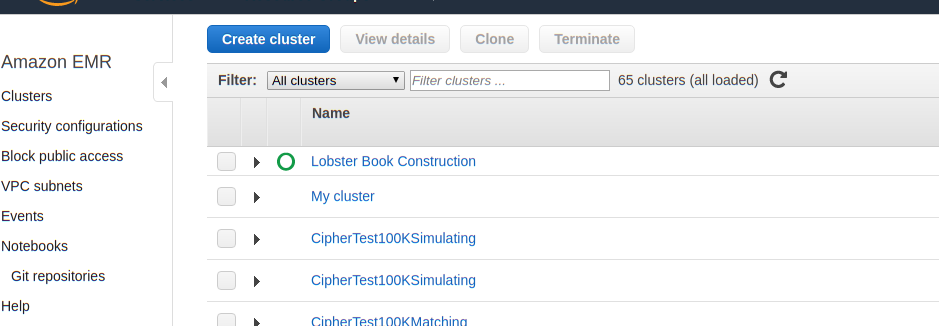 Create cluster View details Clone Terminate
Amazon EMR
Clusters
Security configurations
Block public access
VPC subnets
Events
Notebooks
Git repositories
Help
Filter: All clusters Filter clusters ... 65 clusters (all loaded)
Name
Lobster Book Construction
My cluster
CipherTest100KSimulating
CipherTest100KSimulating
CipherTest100KMatching